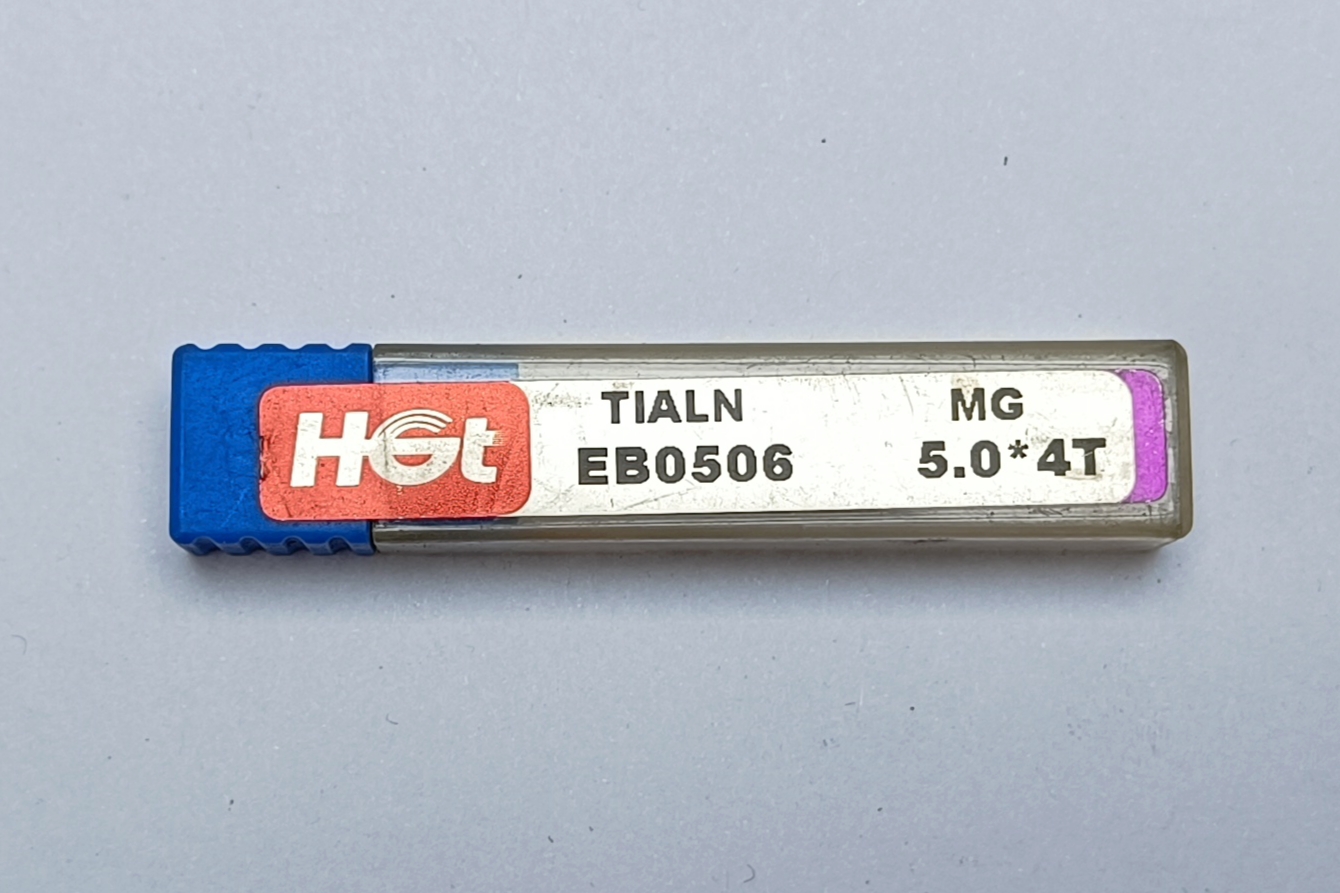 HGt
TIALN MG
EB0506 5.0*4T